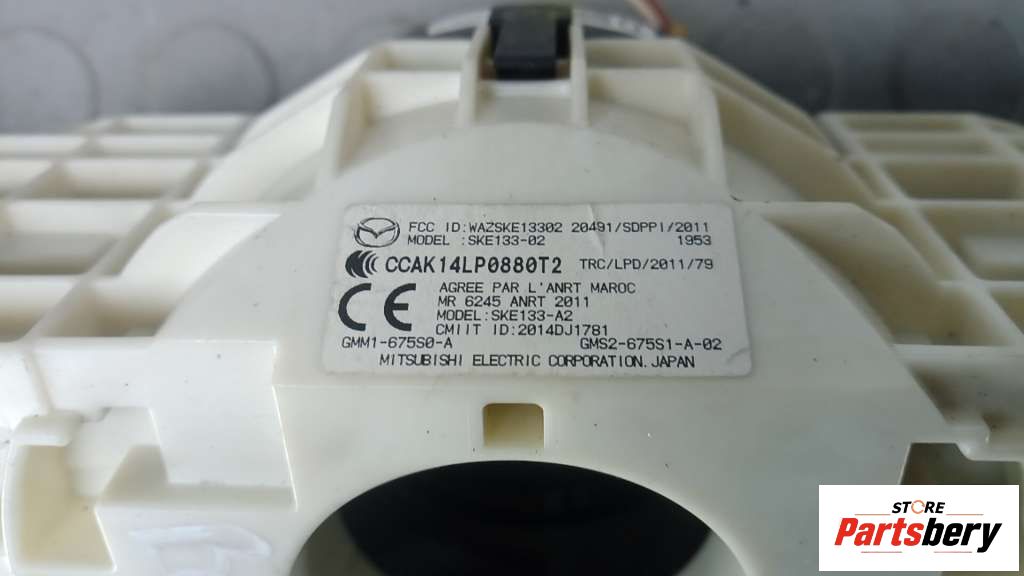 FCC ID:WAZSKE13302 20491/SDPPI/2011
MODEL :SKE133-02 1953
CCAK14LP0880T2 TRC/LPD/2011/79
CE
AGREE PAR L'ANRT MAROC
MR 6245 ANRT 2011
MODEL:SKE133-A2
CMIIT ID:2014DJ1781
GMM1-675S0-A GMS2-675S1-A-02
MITSUBISHI ELECTRIC CORPORATION.JAPAN
STORE
Partsbery